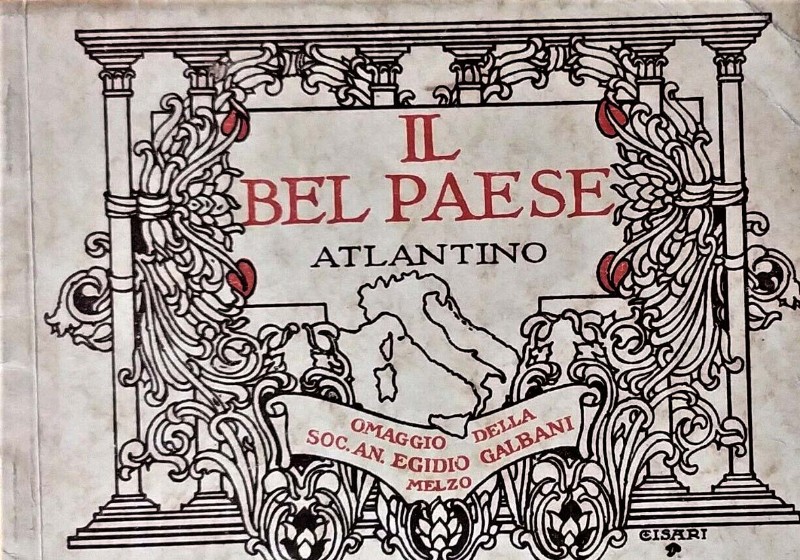 IL
BEL PAESE
ATLANTINO
OMAGGIO DELLA
SOC. AN. EGIDIO GALBANI
MELZO
CISARI